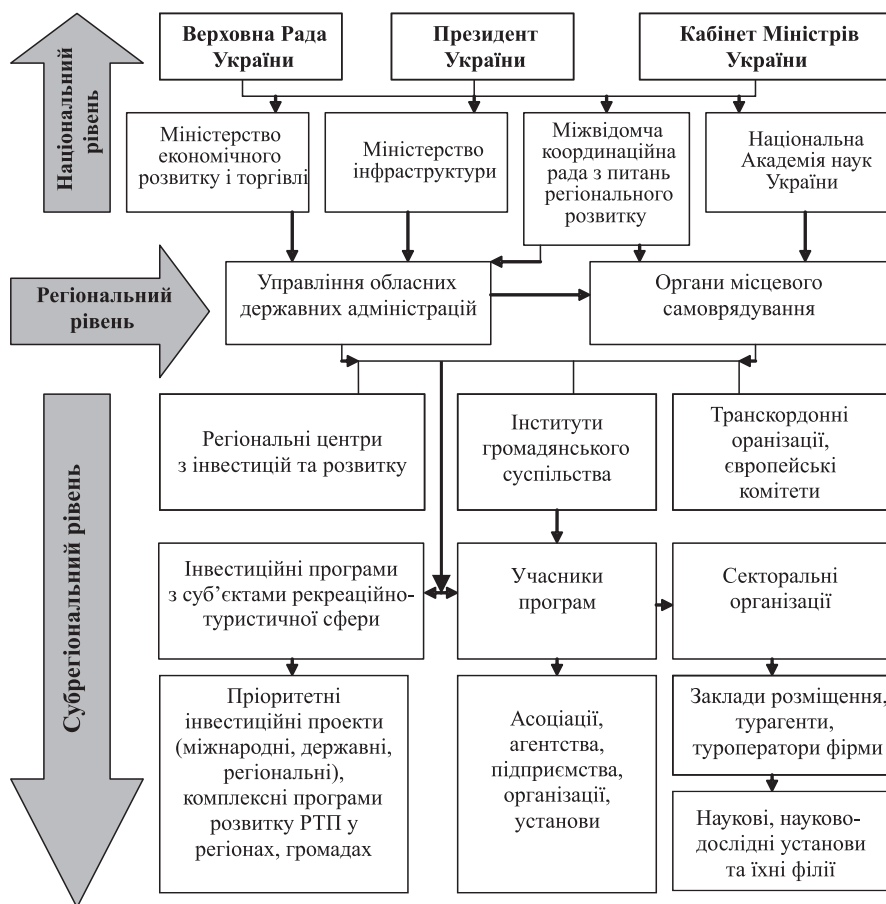 Національний
рівень
Верховна Рада
України
Президент
України
Кабінет Міністрів
України
Міністерство
економічного
розвитку і торгівлі
Міністерство
інфраструктури
Міжвідомча
координаційна
рада з питань
регіонального
розвитку
Національна
Академія наук
України
Регіональний
рівень
Управління обласних
державних адміністрацій
Органи місцевого
самоврядування
Субрегіональний рівень
Регіональні центри
з інвестицій та розвитку
Інститути
громадянського
суспільства
Транскордонні
оранізації,
європейські
комітети
Інвестиційні програми
з суб’єктами рекреаційно-
туристичної сфери
Учасники
програм
Секторальні
організації
Пріоритетні
інвестиційні проекти
(міжнародні, державні,
регіональні),
комплексні програми
розвитку РТП у
регіонах, громадах
Асоціації,
агентства,
підприємства,
організації,
установи
Заклади розміщення,
турагенти,
туроператори фірми
Наукові, науково-
дослідні установи
та їхні філії